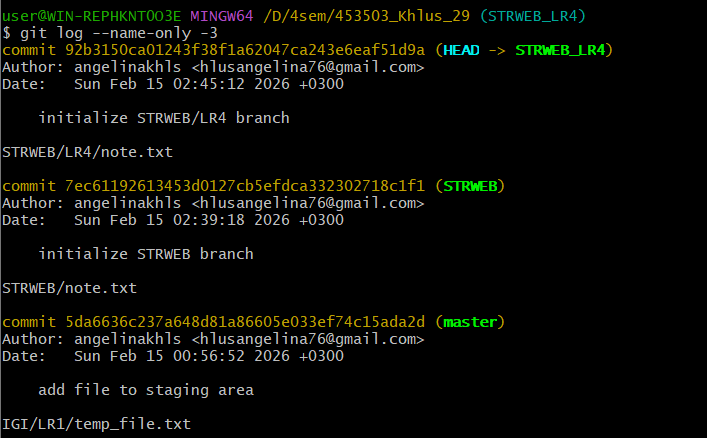 user@WIN-REPHKNT0O3E MINGW64 /D/4sem/453503_Khlus_29 (STRWEB_LR4)
$ git log --name-only -3
commit 92b3150ca01243f38f1a62047ca243e6eaf51d9a (HEAD -> STRWEB_LR4)
Author: angelinakhls <hlusangelina76@gmail.com>
Date:   Sun Feb 15 02:45:12 2026 +0300

    initialize STRWEB/LR4 branch

STRWEB/LR4/note.txt

commit 7ec61192613453d0127cb5efdca332302718c1f1 (STRWEB)
Author: angelinakhls <hlusangelina76@gmail.com>
Date:   Sun Feb 15 02:39:18 2026 +0300

    initialize STRWEB branch

STRWEB/note.txt

commit 5da6636c237a648d81a86605e033ef74c15ada2d (master)
Author: angelinakhls <hlusangelina76@gmail.com>
Date:   Sun Feb 15 00:56:52 2026 +0300

    add file to staging area

IGI/LR1/temp_file.txt